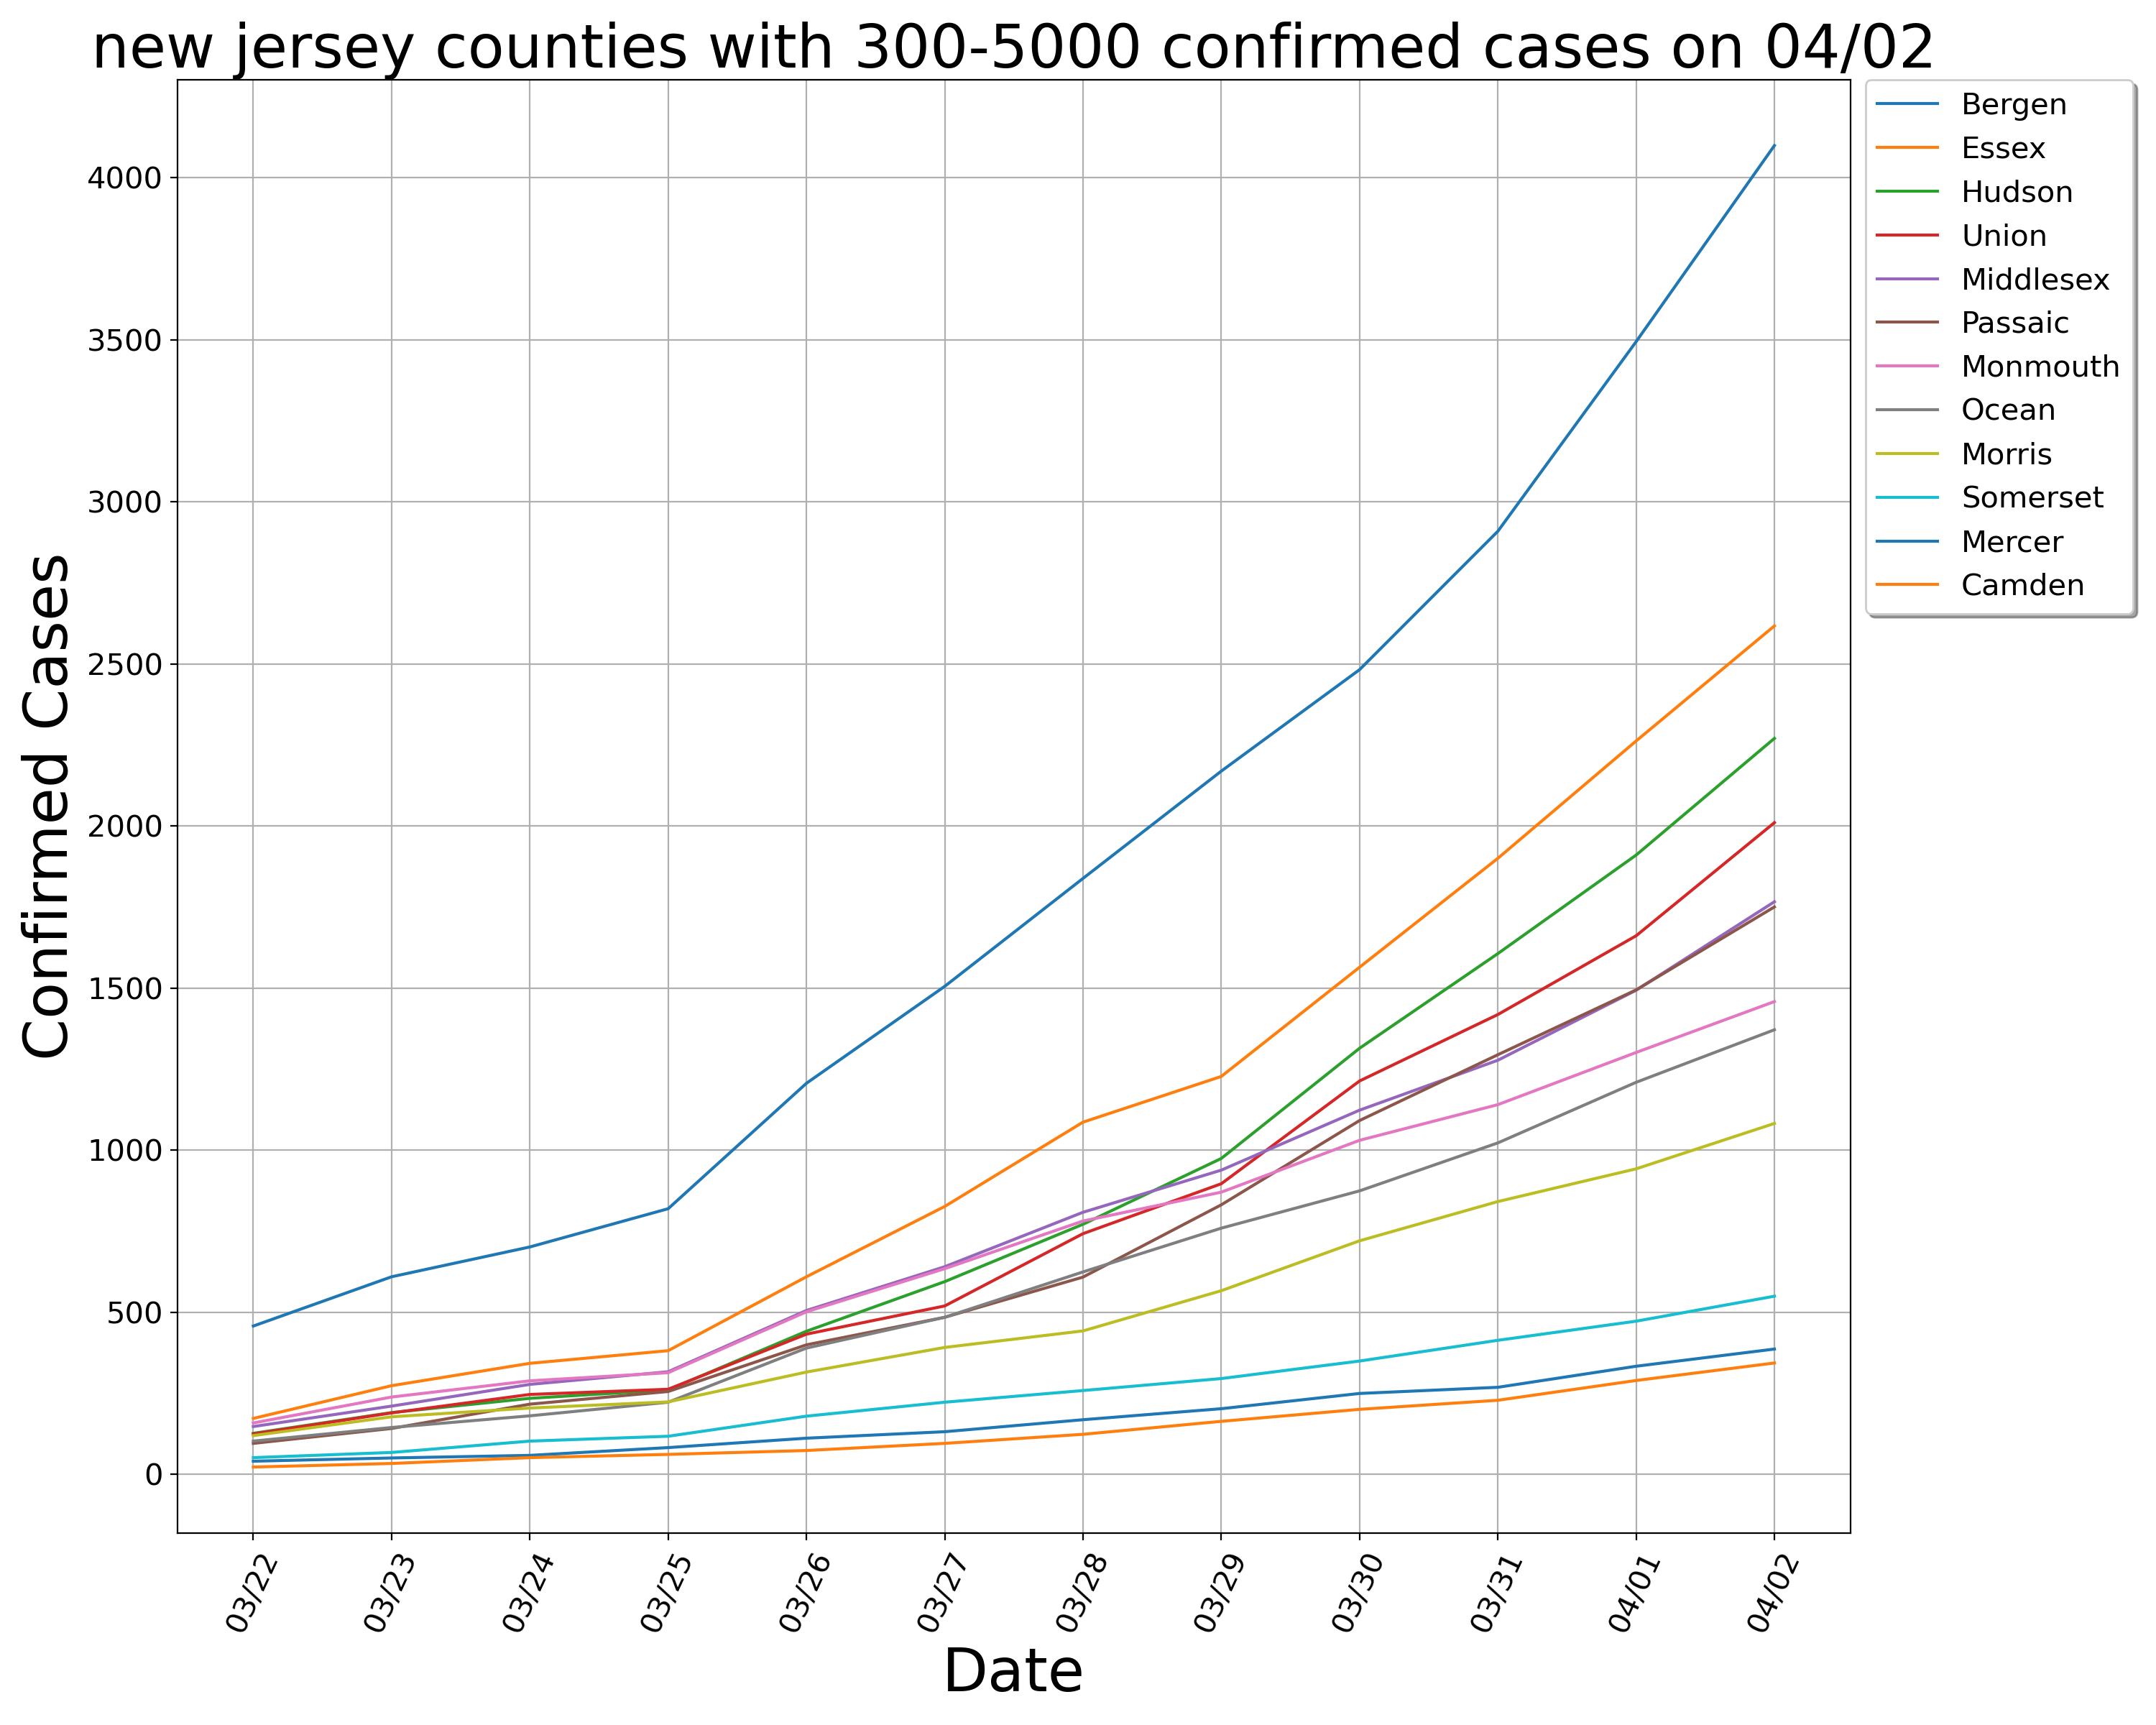 new jersey counties with 300-5000 confirmed cases on 04/02
Bergen
Essex
Hudson
Union
Middlesex
Passaic
Monmouth
Ocean
Morris
Somerset
Mercer
Camden
Confirmed Cases
4000
3500
3000
2500
2000
1500
1000
500
0
03/22
03/23
03/24
03/25
03/26
03/27
03/28
03/29
03/30
03/31
04/01
04/02
Date